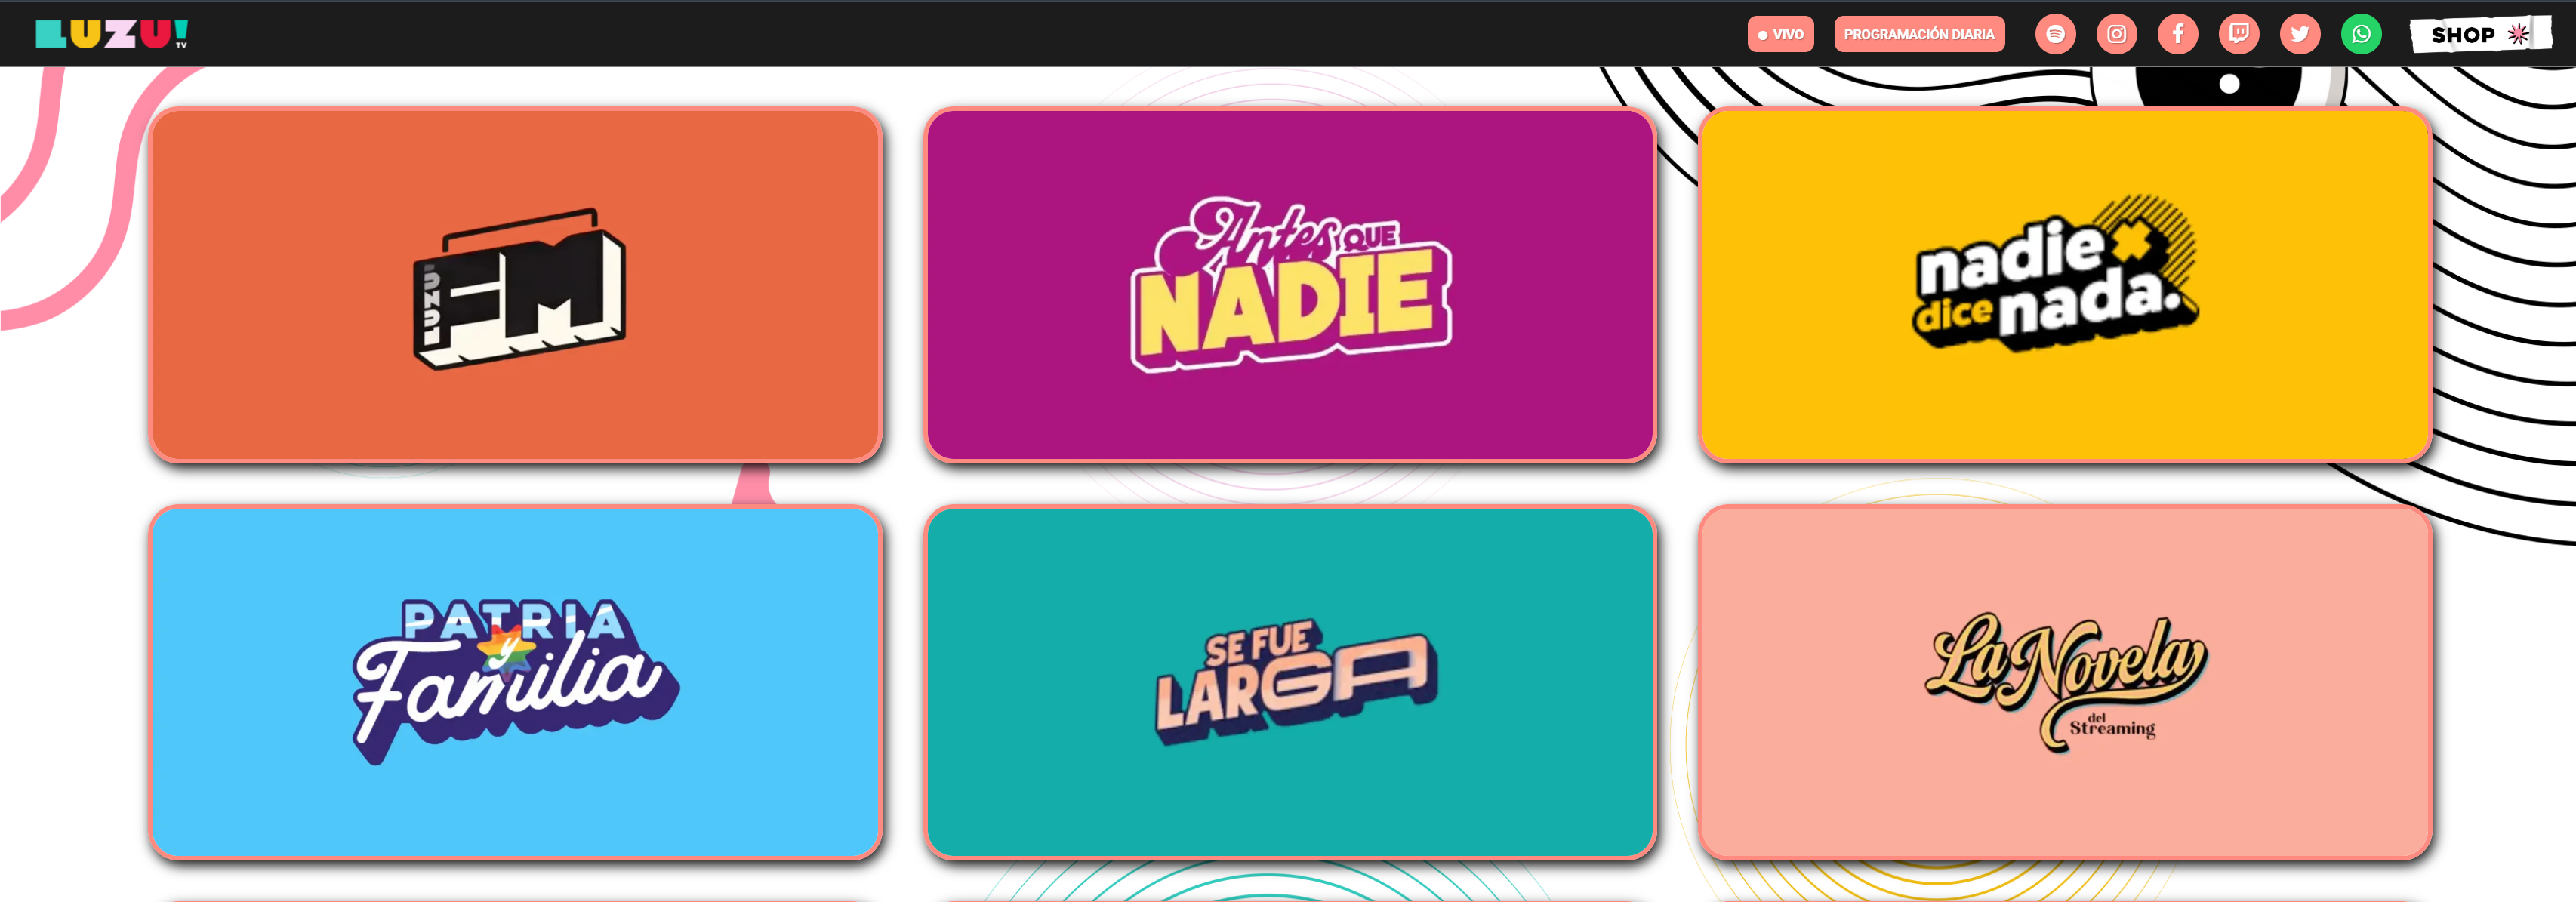 LUZU! TV
VIVO
PROGRAMACIÓN DIARIA
SHOP
LUZU!
FM
Antes QUE
NADIE
nadie
dice nada.
PATRIA
y
Familia
SE FUE
LARGA
La Novela
del
Streaming